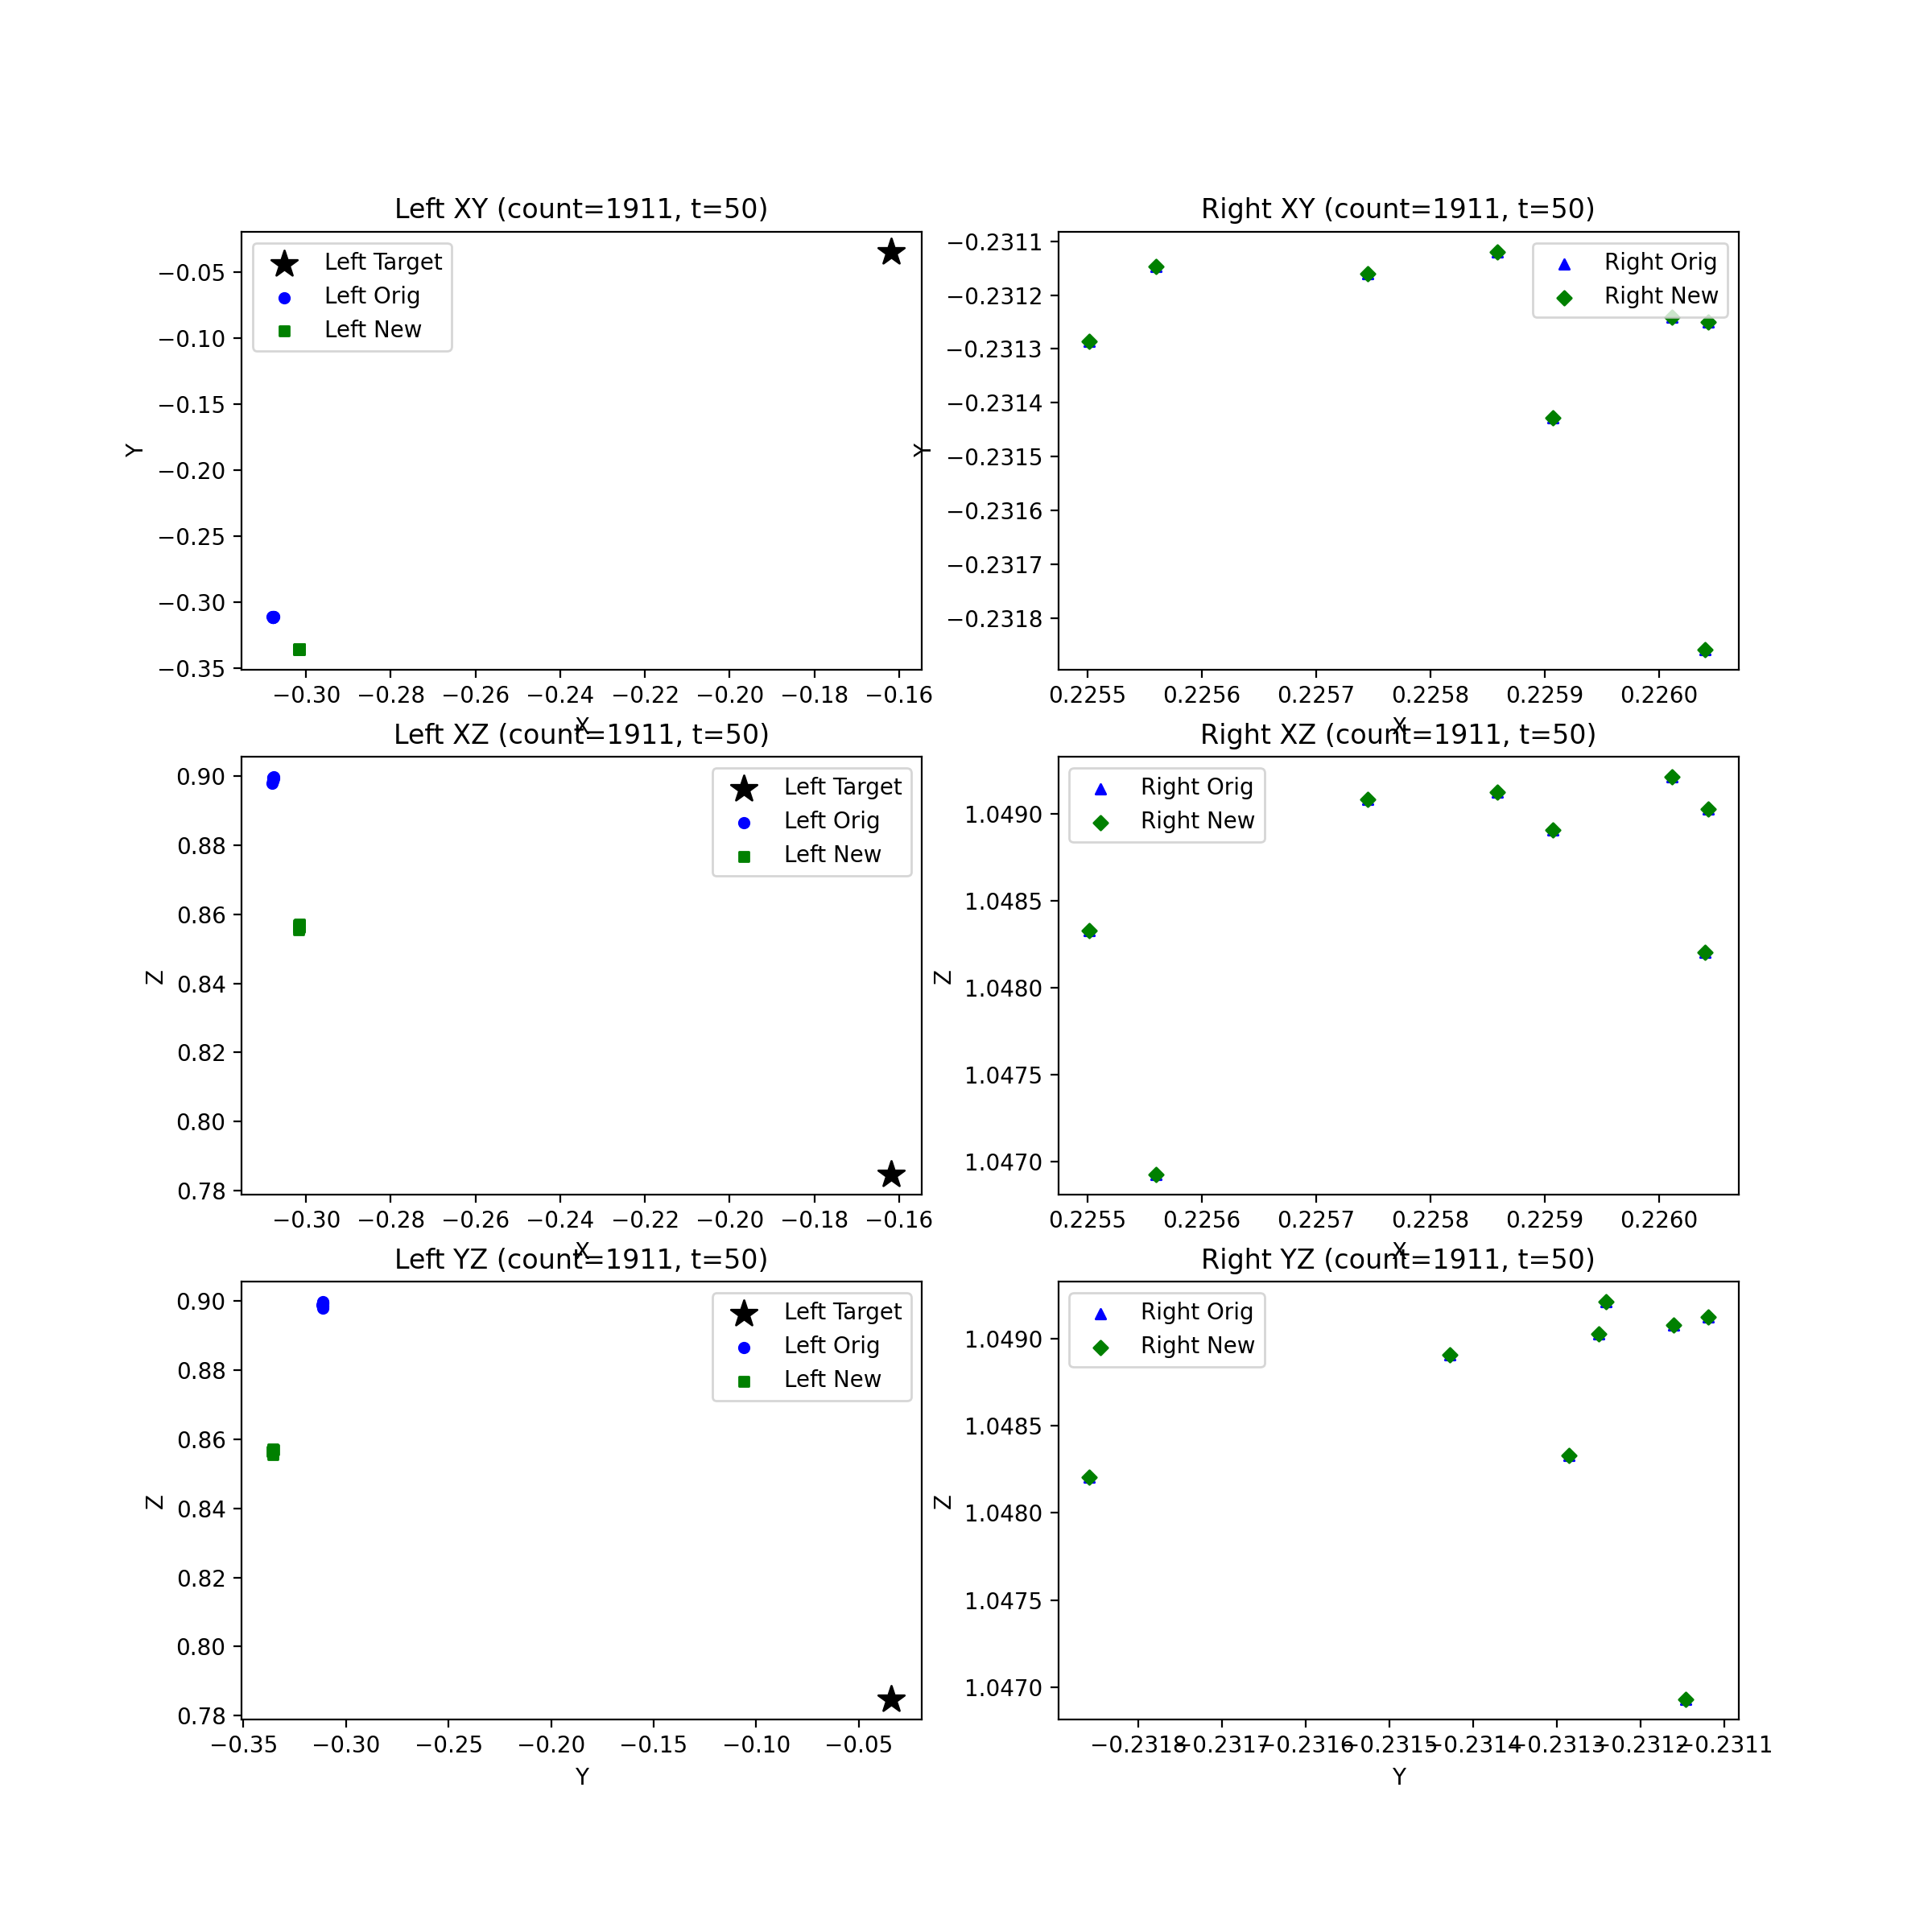 Left XY (count=1911, t=50)
Left Target
Left Orig
Left New
−0.05
−0.10
−0.15
−0.20
−0.25
−0.30
−0.35
Y
−0.30 −0.28 −0.26 −0.24 −0.22 −0.20 −0.18 −0.16
X
Right XY (count=1911, t=50)
Right Orig
Right New
−0.2311
−0.2312
−0.2313
−0.2314
−0.2315
−0.2316
−0.2317
−0.2318
Y
0.2255 0.2256 0.2257 0.2258 0.2259 0.2260
X
Left XZ (count=1911, t=50)
Left Target
Left Orig
Left New
0.90
0.88
0.86
0.84
0.82
0.80
0.78
Z
−0.30 −0.28 −0.26 −0.24 −0.22 −0.20 −0.18 −0.16
X
Right XZ (count=1911, t=50)
Right Orig
Right New
1.0490
1.0485
1.0480
1.0475
1.0470
Z
0.2255 0.2256 0.2257 0.2258 0.2259 0.2260
X
Left YZ (count=1911, t=50)
Left Target
Left Orig
Left New
0.90
0.88
0.86
0.84
0.82
0.80
0.78
Z
−0.35 −0.30 −0.25 −0.20 −0.15 −0.10 −0.05
Y
Right YZ (count=1911, t=50)
Right Orig
Right New
1.0490
1.0485
1.0480
1.0475
1.0470
Z
−0.2318 −0.2317 −0.2316 −0.2315 −0.2314 −0.2313 −0.2312 −0.2311
Y